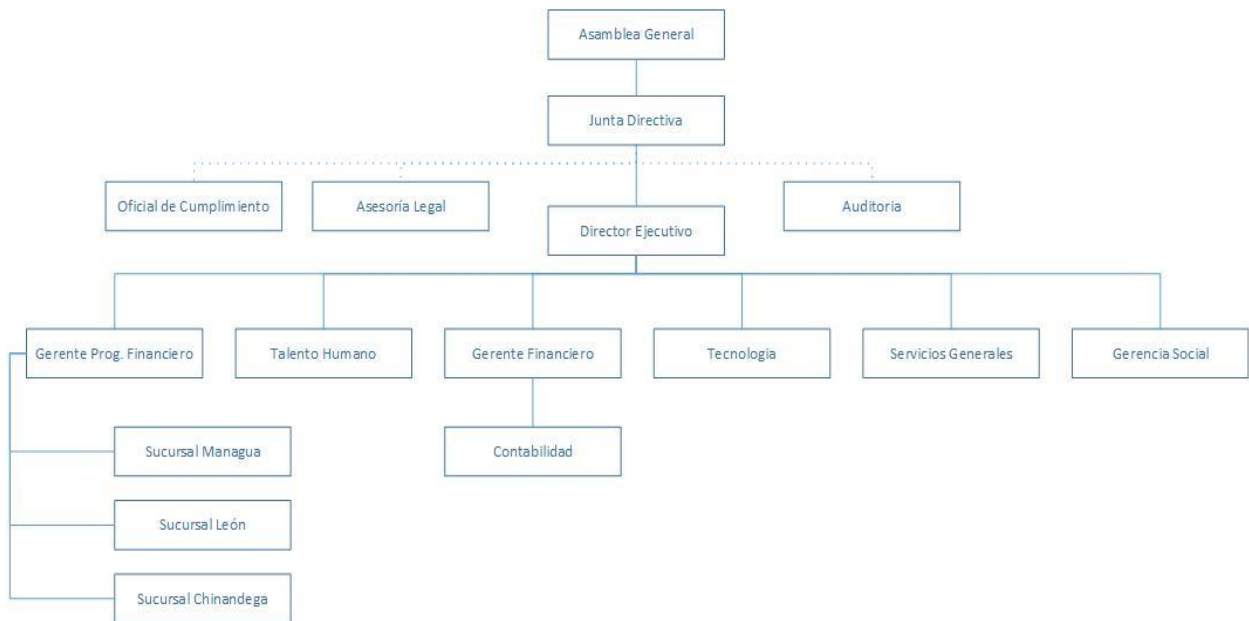 Asamblea General
Junta Directiva
Oficial de Cumplimiento
Asesoría Legal
Auditoria
Director Ejecutivo
Gerente Prog. Financiero
Talento Humano
Gerente Financiero
Tecnologia
Servicios Generales
Gerencia Social
Sucursal Managua
Contabilidad
Sucursal León
Sucursal Chinandega